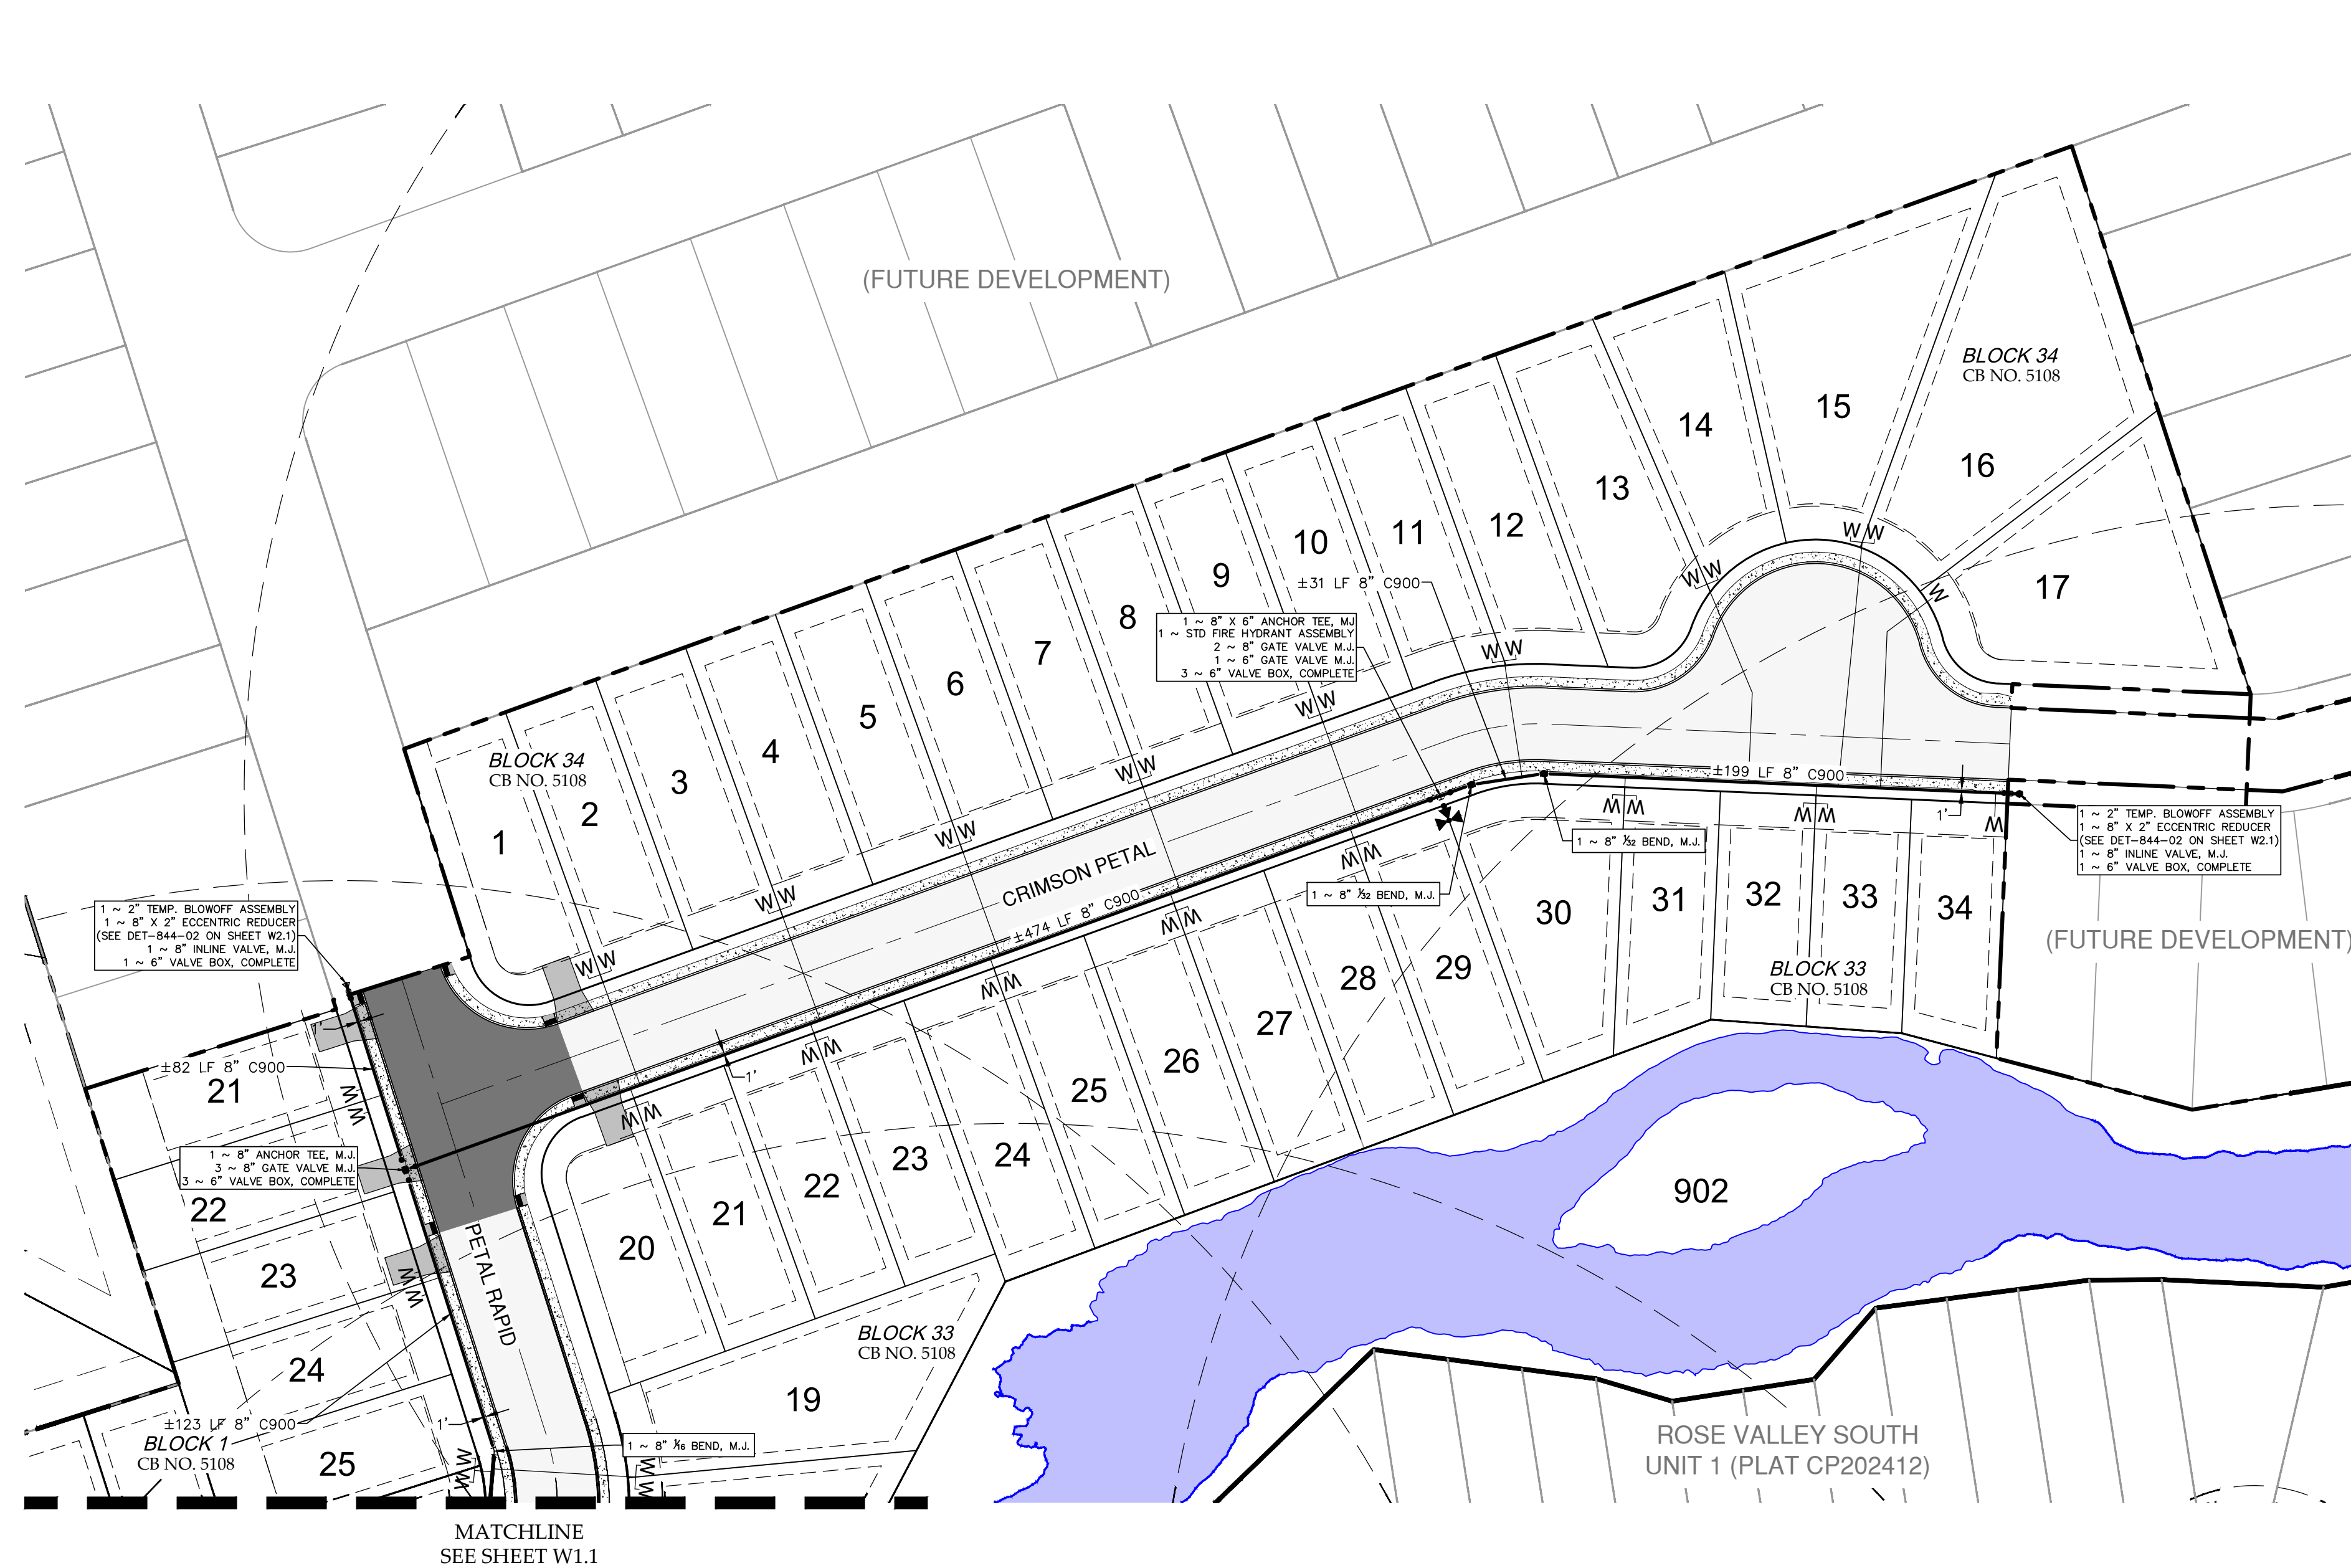 (FUTURE DEVELOPMENT)
BLOCK 34
CB NO. 5108
15
14
16
13
12
11
10
9
8
7
6
5
4
3
2
1
17
±31 LF 8” C900
1 ~ 8” X 6” ANCHOR TEE, MJ
1 ~ STD FIRE HYDRANT ASSEMBLY
2 ~ 8” GATE VALVE M.J.
1 ~ 6” GATE VALVE M.J.
3 ~ 6” VALVE BOX, COMPLETE
W W
W W
W W
W
W W
W W
W W
W W
W W
W W
BLOCK 34
CB NO. 5108
±199 LF 8” C900
1'
1 ~ 2” TEMP. BLOWOFF ASSEMBLY
1 ~ 8” X 2” ECCENTRIC REDUCER
(SEE DET-844-02 ON SHEET W2.1)
1 ~ 8” INLINE VALVE, M.J.
1 ~ 6” VALVE BOX, COMPLETE
1 ~ 8” 1⁄32 BEND, M.J.
1 ~ 8” 1⁄32 BEND, M.J.
CRIMSON PETAL
±474 LF 8” C900
W W
W W
W
W W
W W
W W
W W
W W
30
31
32
33
34
29
28
27
26
25
24
23
22
21
20
19
BLOCK 33
CB NO. 5108
(FUTURE DEVELOPMENT)
1 ~ 2” TEMP. BLOWOFF ASSEMBLY
1 ~ 8” X 2” ECCENTRIC REDUCER
(SEE DET-844-02 ON SHEET W2.1)
1 ~ 8” INLINE VALVE, M.J.
1 ~ 6” VALVE BOX, COMPLETE
1'
±82 LF 8” C900
21
W W
1'
1 ~ 8” ANCHOR TEE, M.J.
3 ~ 8” GATE VALVE M.J.
3 ~ 6” VALVE BOX, COMPLETE
22
23
W W
PETAL RAPID
24
902
BLOCK 33
CB NO. 5108
±123 LF 8” C900
1'
BLOCK 1
CB NO. 5108
25
W W
W W
1 ~ 8” 1⁄16 BEND, M.J.
ROSE VALLEY SOUTH
UNIT 1 (PLAT CP202412)
MATCHLINE
SEE SHEET W1.1